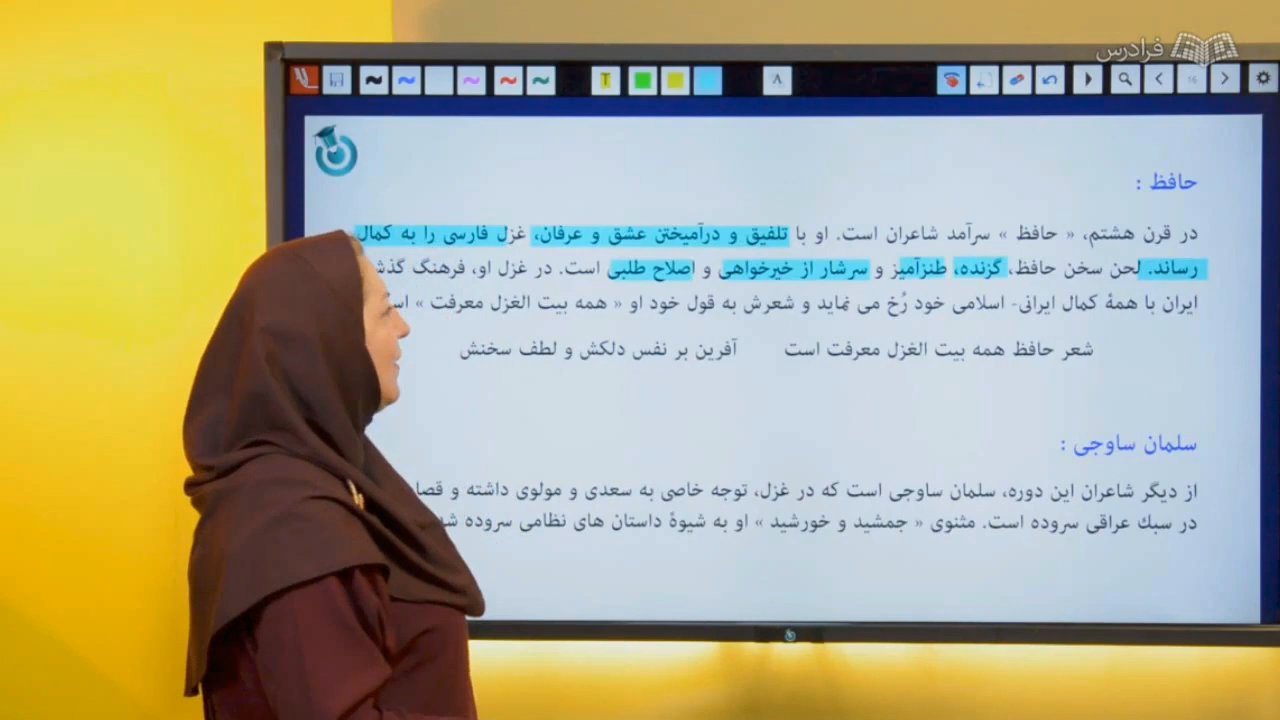 فرادرس
16
T
A
حافظ :
در قرن هشتم، « حافظ » سرآمد شاعران است. او با تلفیق و درآمیختن عشق و عرفان، غزل فارسی را به کمال
رساند. لحن سخن حافظ، گزنده، طنزآمیز و سرشار از خیرخواهی و اصلاح طلبی است. در غزل او، فرهنگ
ایران با همهٔ کمال ایرانی- اسلامی خود رُخ می نماید و شعرش به قول خود او « همه بیت الغزل معرفت »
شعر حافظ همه بیت الغزل معرفت است آفرین بر نفس دلکش و لطف سخنش
سلمان ساوجی :
از دیگر شاعران این دوره، سلمان ساوجی است که در غزل، توجه خاصی به سعدی و مولوی داشته و
در سبك عراقی سروده است. مثنوی « جمشید و خورشید » او به شیوهٔ داستان های نظامی سروده